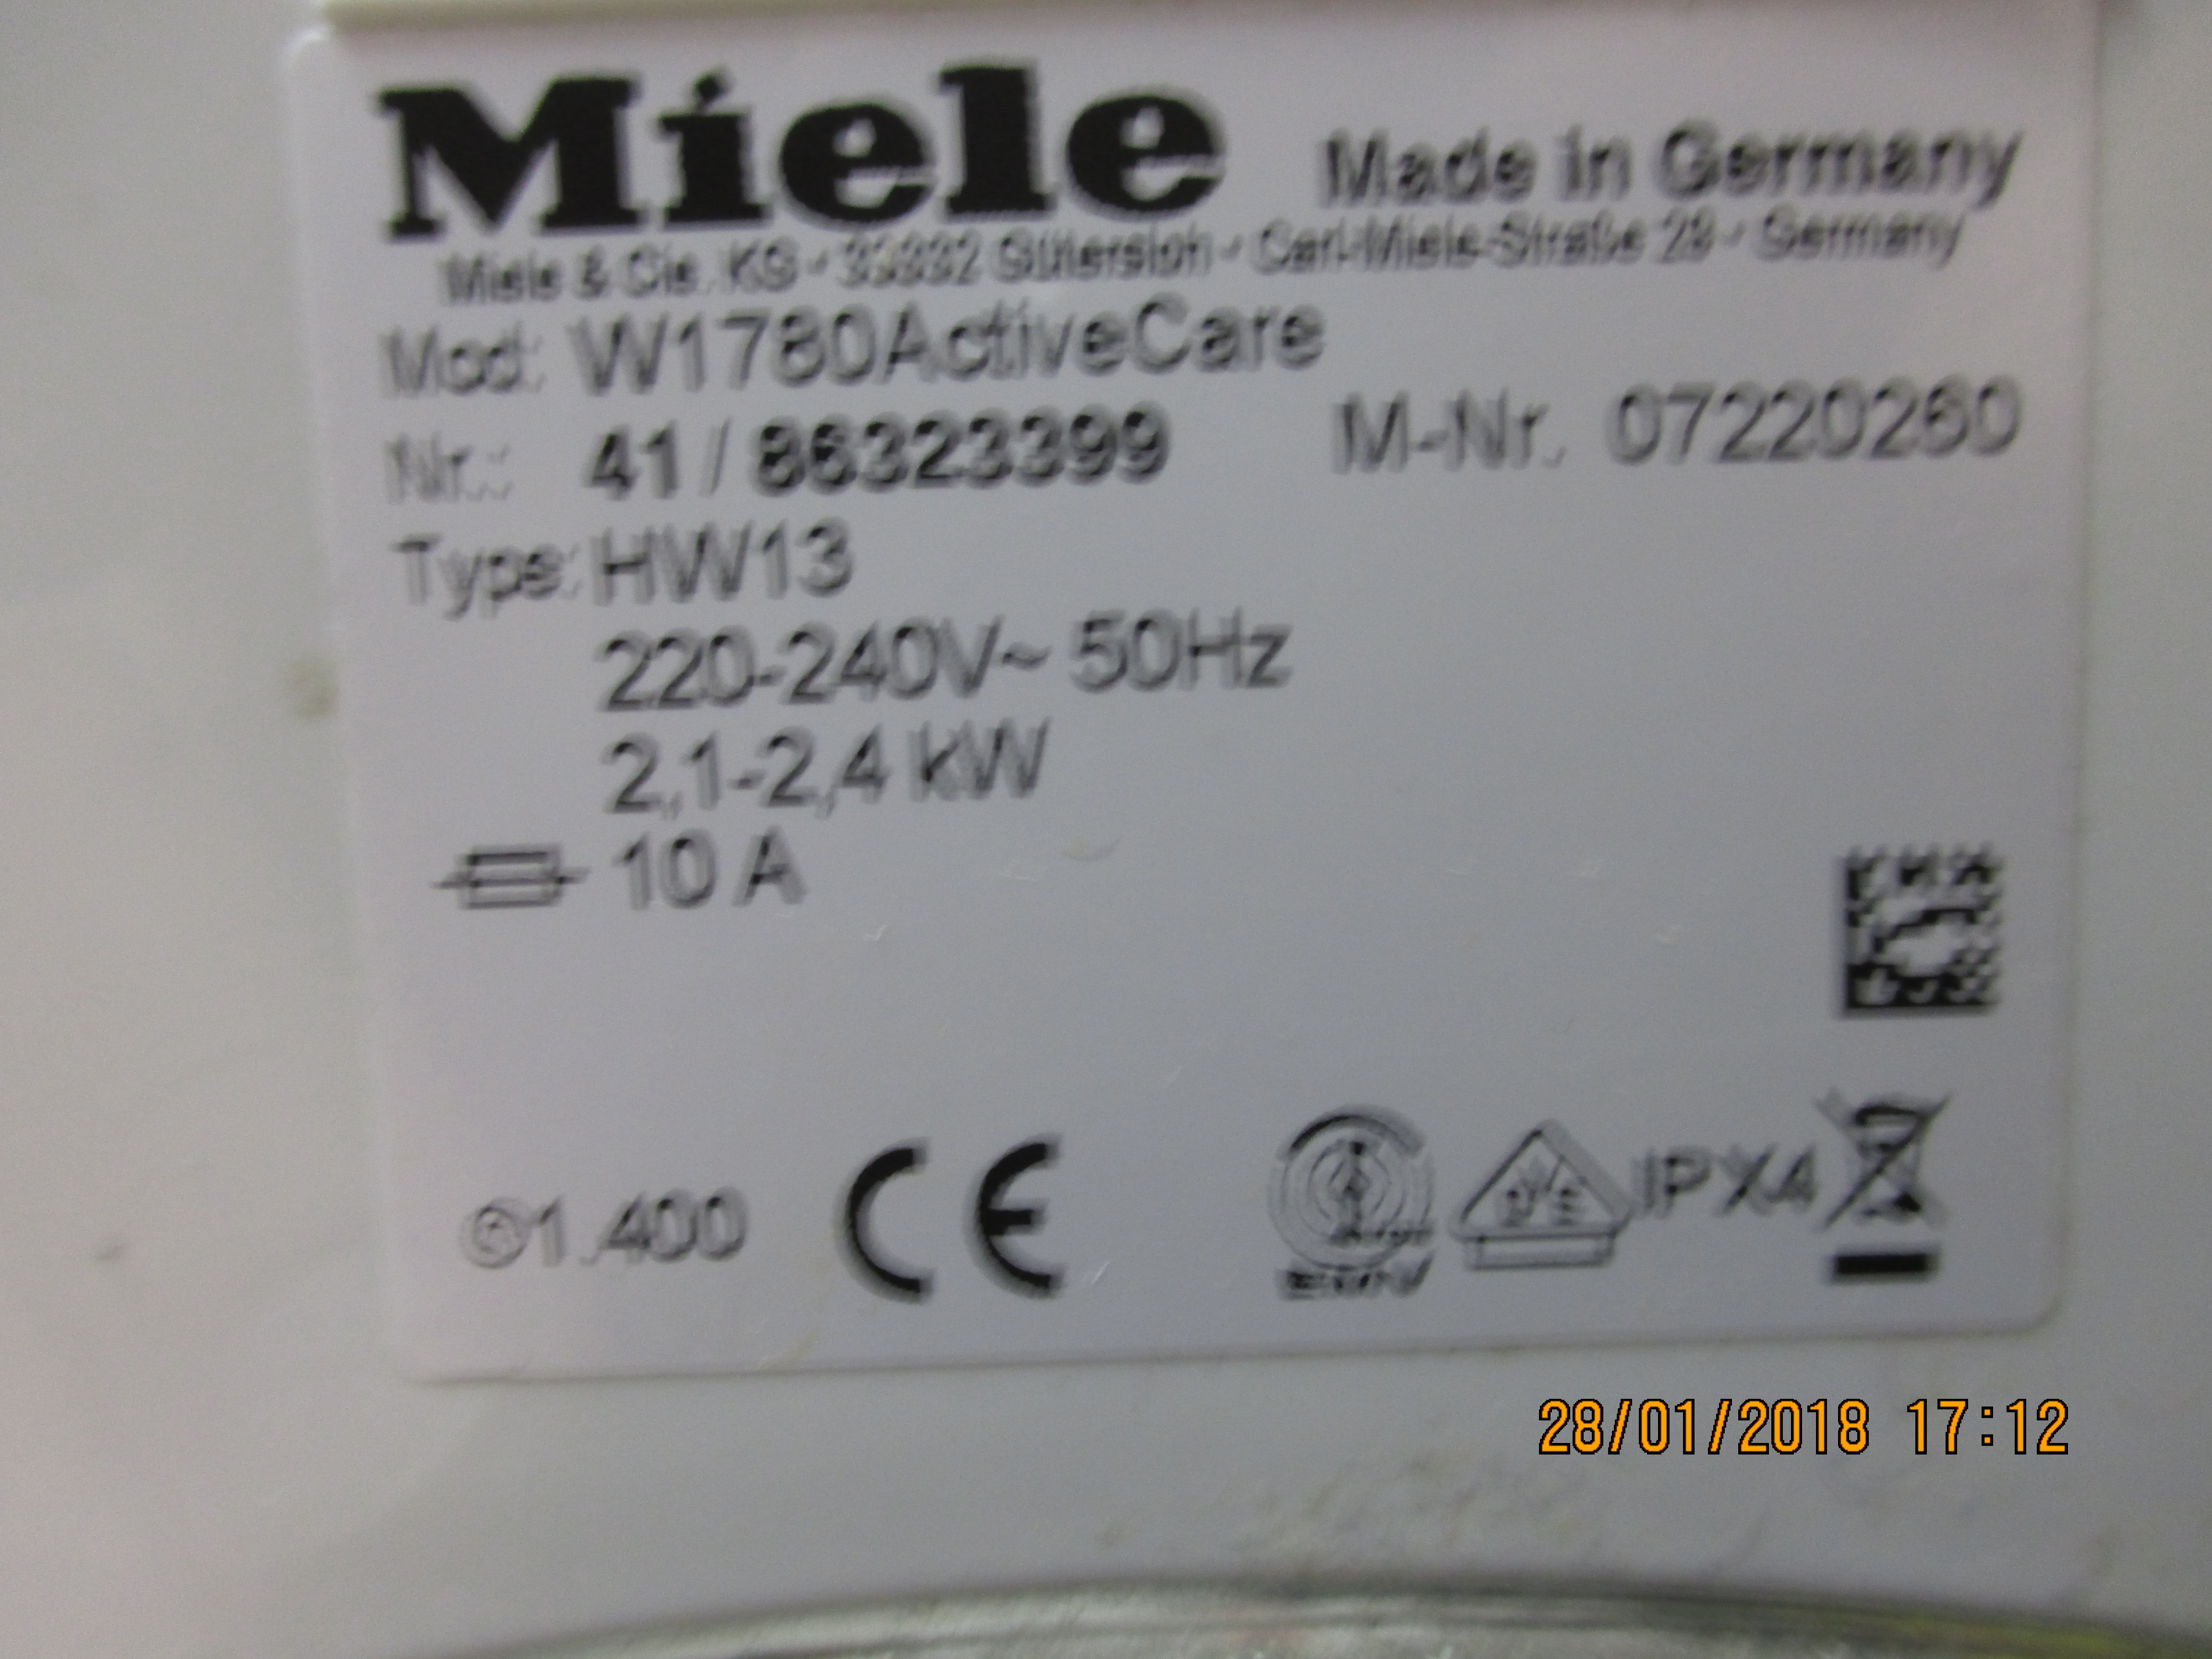 Miele Made in Germany
Miele & Cie. KG · 33332 Gütersloh · Carl-Miele-Straße 29 · Germany
Mod: W1780ActiveCare
Nr.: 41 / 86323399 M-Nr. 07220260
Type: HW13
220-240V~ 50Hz
2,1-2,4 kW
10 A
1.400 CE EMV DVE IPX4
28/01/2018 17:12